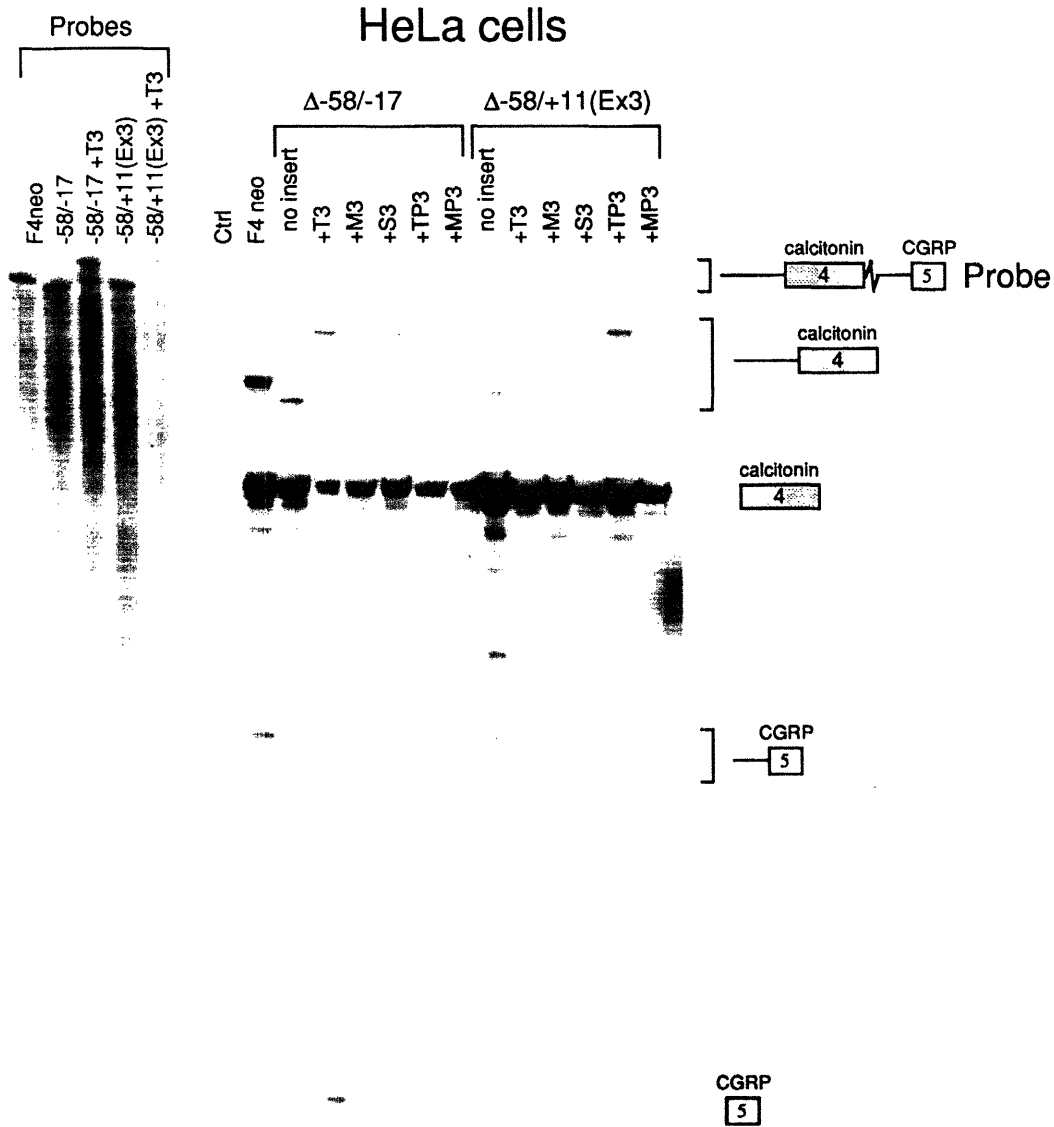 Probes
HeLa cells
F4neo
-58/-17
-58/-17 +T3
-58/+11(Ex3)
-58/+11(Ex3) +T3
Δ-58/-17
Δ-58/+11(Ex3)
Ctrl
F4 neo
no insert
+T3
+M3
+S3
+TP3
+MP3
no insert
+T3
+M3
+S3
+TP3
+MP3
calcitonin
CGRP
4
5
Probe
calcitonin
4
calcitonin
4
CGRP
5
CGRP
5